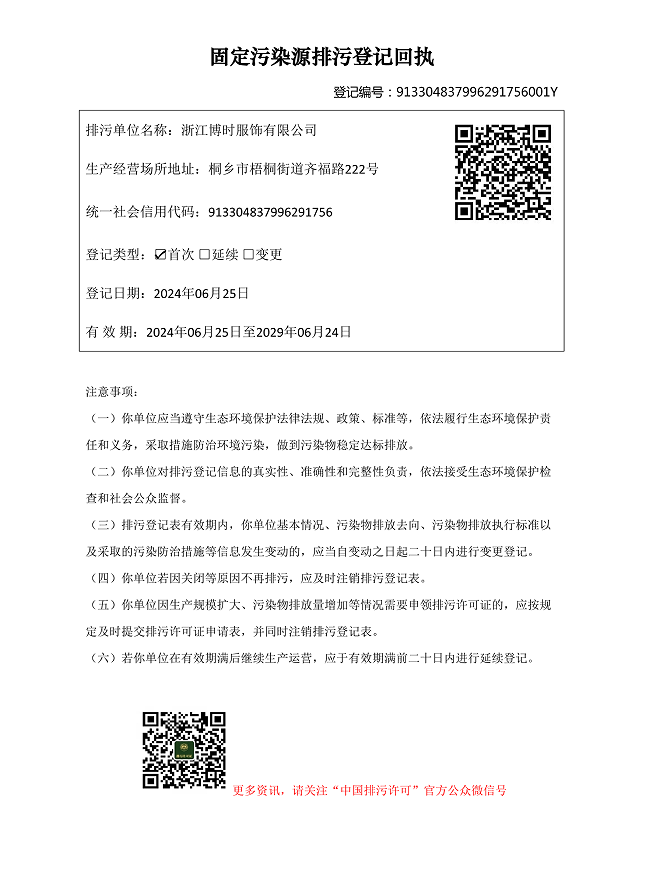 固定污染源排污登记回执
登记编号：913304837996291756001Y
排污单位名称：浙江博时服饰有限公司
生产经营场所地址：桐乡市梧桐街道齐福路222号
统一社会信用代码：913304837996291756
登记类型：☑首次 □延续 □变更
登记日期：2024年06月25日
有 效 期：2024年06月25日至2029年06月24日
注意事项：
（一）你单位应当遵守生态环境保护法律法规、政策、标准等，依法履行生态环境保护责
任和义务，采取措施防治环境污染，做到污染物稳定达标排放。
（二）你单位对排污登记信息的真实性、准确性和完整性负责，依法接受生态环境保护检
查和社会公众监督。
（三）排污登记表有效期内，你单位基本情况、污染物排放去向、污染物排放执行标准以
及采取的污染防治措施等信息发生变动的，应当自变动之日起二十日内进行变更登记。
（四）你单位若因关闭等原因不再排污，应及时注销排污登记表。
（五）你单位因生产规模扩大、污染物排放量增加等情况需要申领排污许可证的，应按规
定及时提交排污许可证申请表，并同时注销排污登记表。
（六）若你单位在有效期满后继续生产运营，应于有效期满前二十日内进行延续登记。
更多资讯，请关注“中国排污许可”官方公众微信号